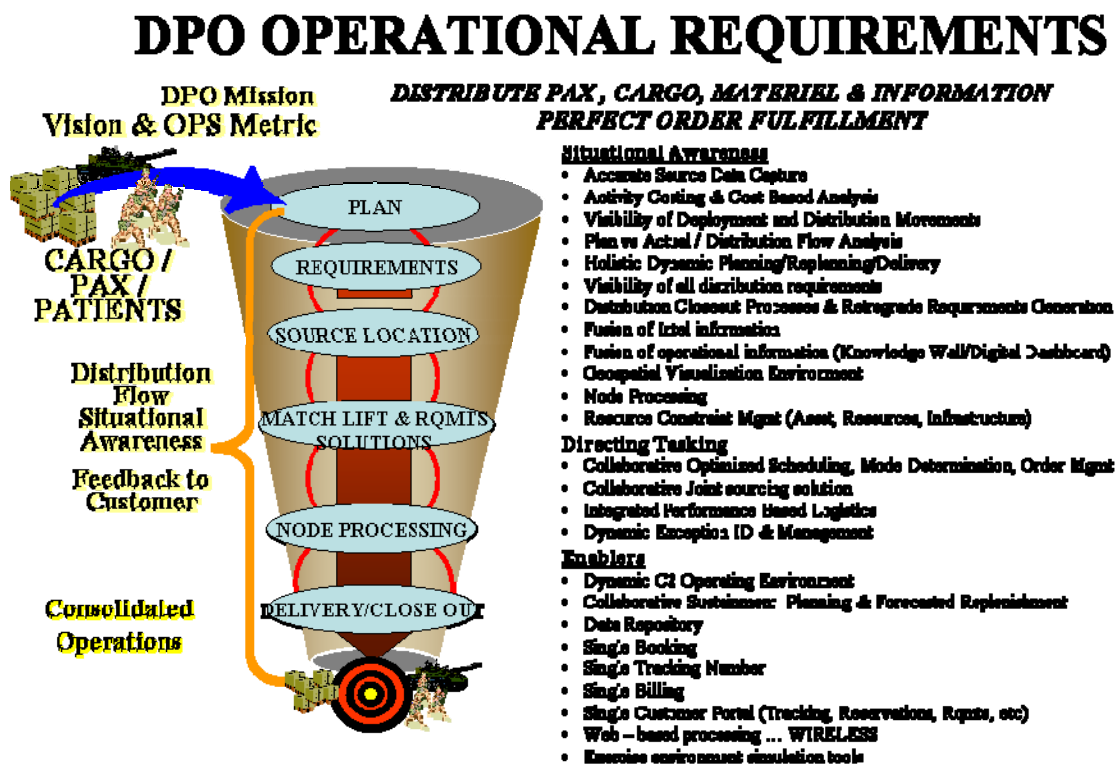 DPO OPERATIONAL REQUIREMENTS
DPO Mission
Vision & OPS Metric
DISTRIBUTE PAX, CARGO, MATERIEL & INFORMATION
PERFECT ORDER FULFILLMENT
CARGO /
PAX /
PATIENTS
Distribution
Flow
Situational
Awareness
Feedback to
Customer
Consolidated
Operations
PLAN
REQUIREMENTS
SOURCE LOCATION
MATCH LIFT & RQMTS
SOLUTIONS
NODE PROCESSING
DELIVERY/CLOSE OUT
Situational Awareness
• Accurate Source Data Capture
• Activity Costing & Cost Based Analysis
• Visibility of Deployment and Distribution Movements
• Plan vs Actual / Distribution Flow Analysis
• Holistic Dynamic Planning/Replanning/Delivery
• Visibility of all distribution requirements
• Distribution Closeout Processes & Retrograde Requirements Generation
• Fusion of Intel information
• Fusion of operational information (Knowledge Wall/Digital Dashboard)
• Geospatial Visualization Environment
• Node Processing
• Resource Constraint Mgmt (Asset, Resources, Infrastructure)
Directing Tasking
• Collaborative Optimized Scheduling, Mode Determination, Order Mgmt
• Collaborative Joint sourcing solution
• Integrated Performance Based Logistics
• Dynamic Exception ID & Management
Enablers
• Dynamic C2 Operating Environment
• Collaborative Sustainment Planning & Forecasted Replenishment
• Data Repository
• Single Booking
• Single Tracking Number
• Single Billing
• Single Customer Portal (Tracking, Reservations, Rqmts, etc)
• Web – based processing ... WIRELESS
• Exercise environment simulation tools